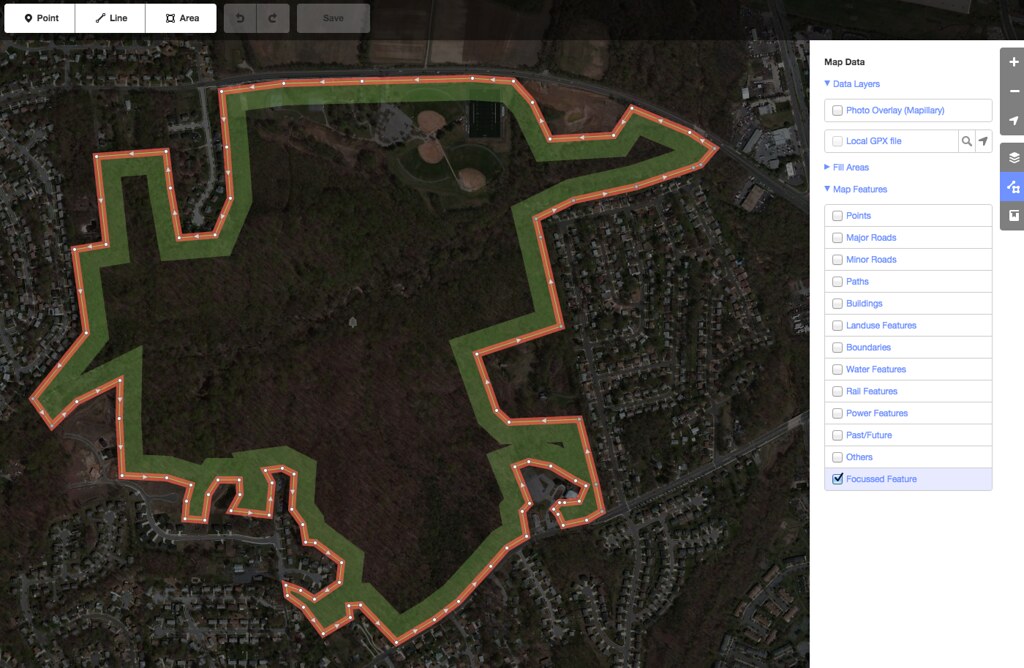 Point
Line
Area
Save
Map Data
Data Layers
Photo Overlay (Mapillary)
Local GPX file
Fill Areas
Map Features
Points
Major Roads
Minor Roads
Paths
Buildings
Landuse Features
Boundaries
Water Features
Rail Features
Power Features
Past/Future
Others
Focussed Feature